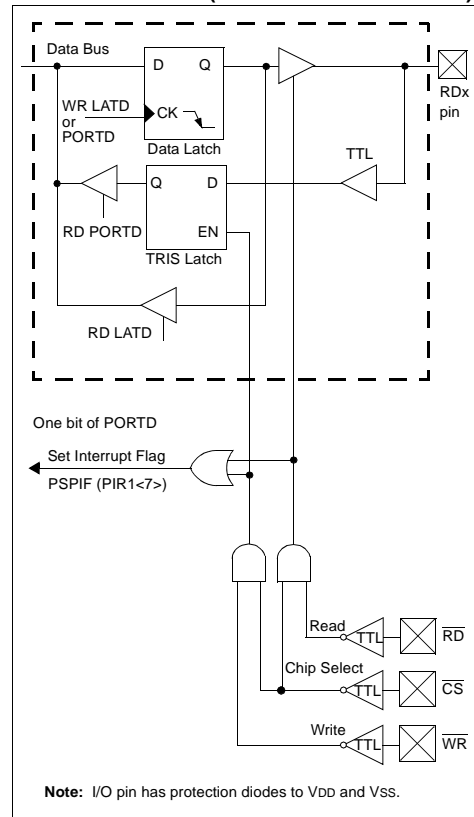 Data Bus
D Q
RDx
pin
WR LATD
or
PORTD
CK
Data Latch
TTL
Q D
RD PORTD
EN
TRIS Latch
RD LATD
One bit of PORTD
Set Interrupt Flag
PSPIF (PIR1<7>)
Read
TTL
RD
Chip Select
TTL
CS
Write
TTL
WR
Note: I/O pin has protection diodes to VDD and VSS.